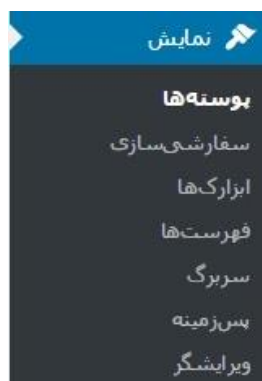 نمایش
پوسته‌ها
سفارشی‌سازی
ابزارک‌ها
فهرست‌ها
سربرگ
پس‌زمینه
ویرایشگر